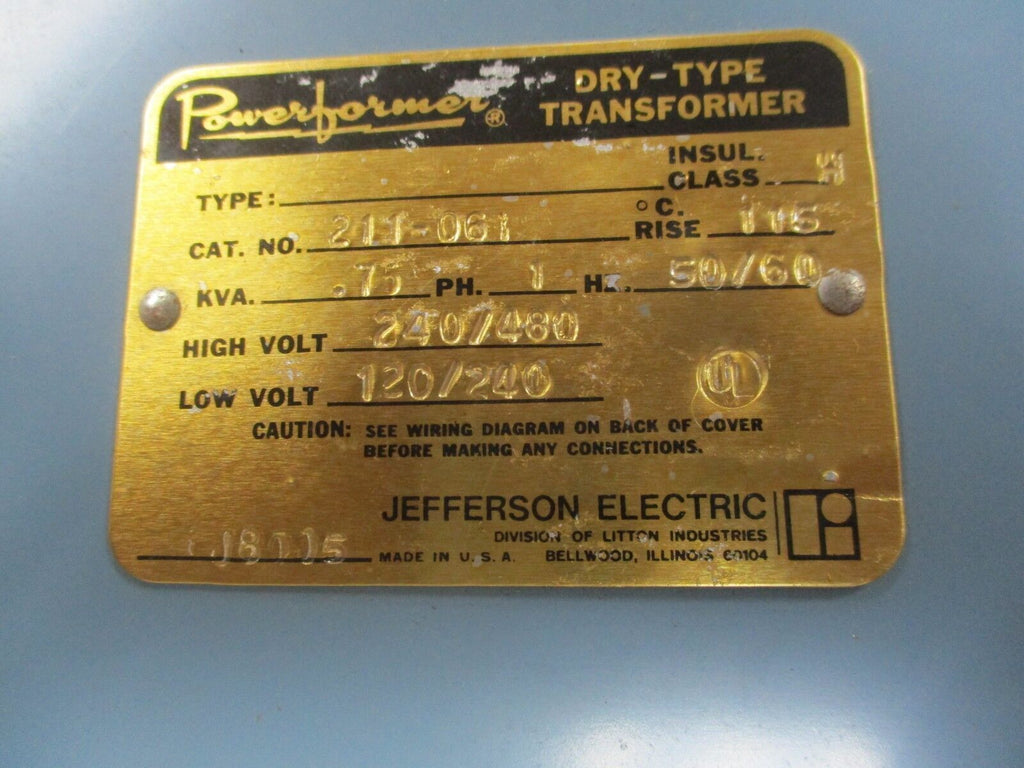 Powerformer ® DRY-TYPE TRANSFORMER
TYPE: INSUL. CLASS H
CAT. NO. 211-061 °C. RISE 115
KVA. .75 PH. 1 HZ. 50/60
HIGH VOLT 240/480
LOW VOLT 120/240
UL
CAUTION: SEE WIRING DIAGRAM ON BACK OF COVER
BEFORE MAKING ANY CONNECTIONS.
JEFFERSON ELECTRIC
DIVISION OF LITTON INDUSTRIES
MADE IN U.S.A. BELLWOOD, ILLINOIS 60104